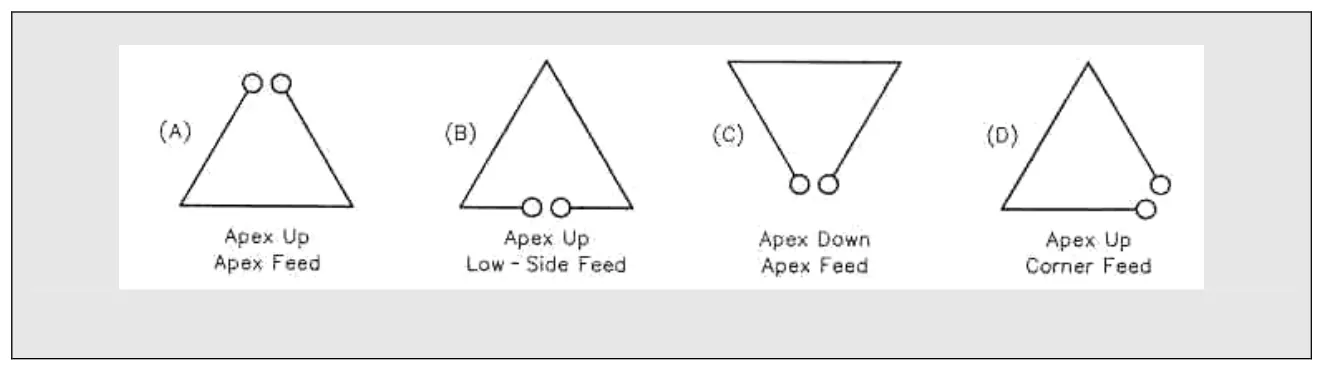 (A)
Apex Up
Apex Feed
(B)
Apex Up
Low-Side Feed
(C)
Apex Down
Apex Feed
(D)
Apex Up
Corner Feed